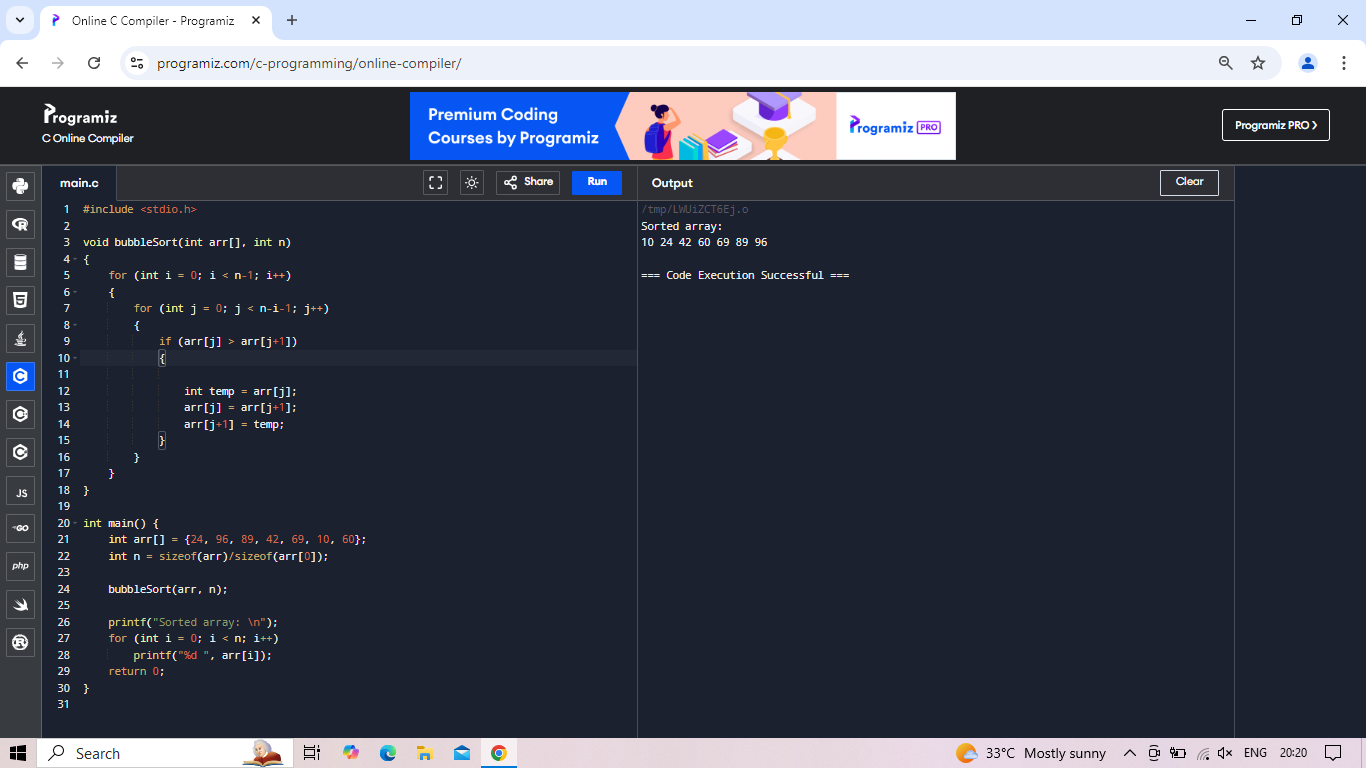 Online C Compiler - Programiz
programiz.com/c-programming/online-compiler/
Programiz
C Online Compiler
Premium Coding
Courses by Programiz
Programiz PRO
Programiz PRO
main.c
Share
Run
Output
Clear
1 #include <stdio.h>
2
3 void bubbleSort(int arr[], int n)
4 {
5     for (int i = 0; i < n-1; i++)
6     {
7         for (int j = 0; j < n-i-1; j++)
8         {
9             if (arr[j] > arr[j+1])
10             {
11
12                 int temp = arr[j];
13                 arr[j] = arr[j+1];
14                 arr[j+1] = temp;
15             }
16         }
17     }
18 }
19
20 int main() {
21     int arr[] = {24, 96, 89, 42, 69, 10, 60};
22     int n = sizeof(arr)/sizeof(arr[0]);
23
24     bubbleSort(arr, n);
25
26     printf("Sorted array: \n");
27     for (int i = 0; i < n; i++)
28         printf("%d ", arr[i]);
29     return 0;
30 }
31
/tmp/LWUiZCT6Ej.o
Sorted array:
10 24 42 60 69 89 96
=== Code Execution Successful ===
JS
GO
php
Search
33°C Mostly sunny
ENG
20:20